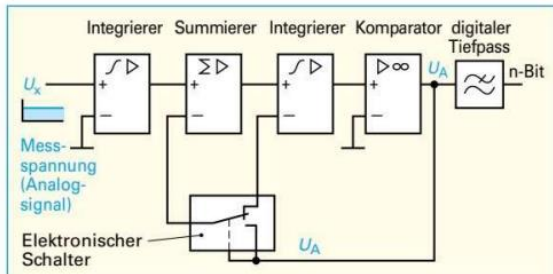 Integrierer Summierer Integrierer Komparator digitaler
Tiefpass
∫ ▷ Σ ▷ ∫ ▷ ▷ ∞ U_A n-Bit
U_x + + + +
− − − −
Mess-
spannung
(Analog-
signal)
Elektronischer
Schalter
U_A